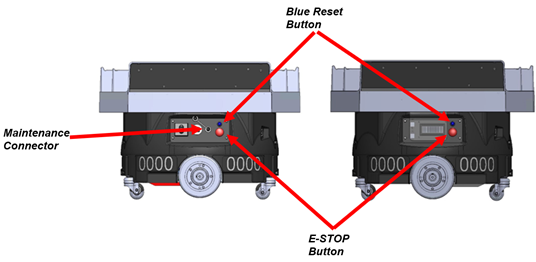 Blue Reset
Button
Maintenance
Connector
E-STOP
Button